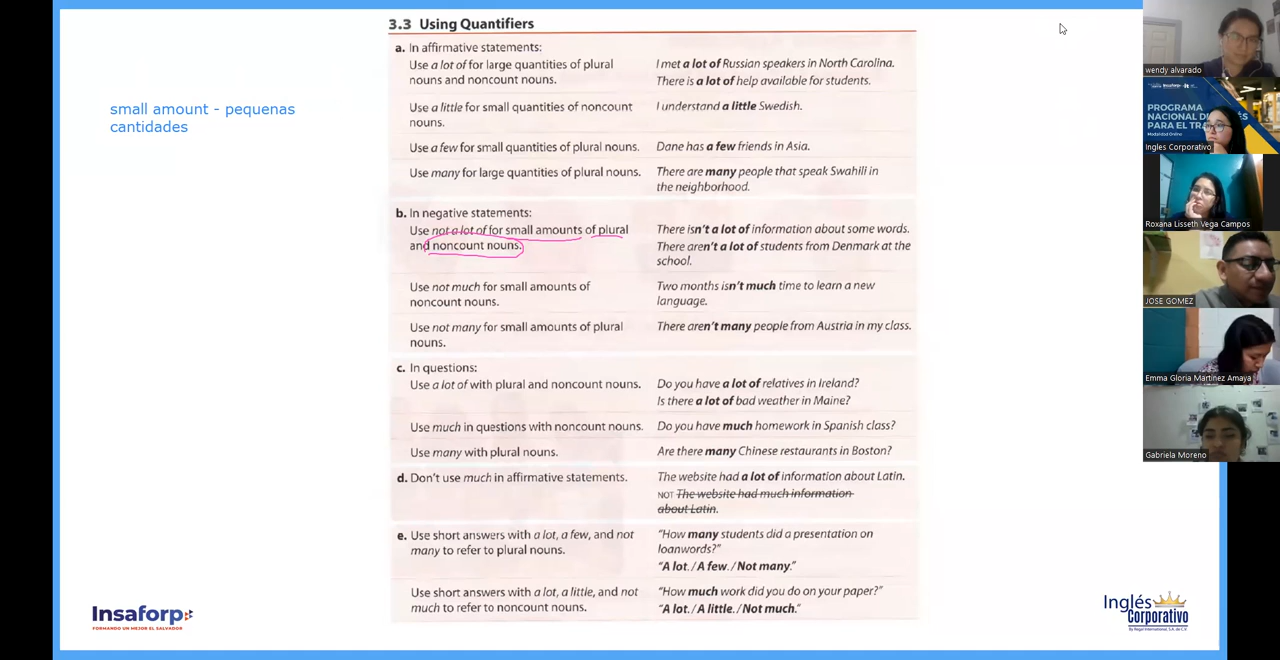 3.3 Using Quantifiers
a. In affirmative statements:
Use a lot of for large quantities of plural
nouns and noncount nouns.
I met a lot of Russian speakers in North Carolina.
There is a lot of help available for students.
Use a little for small quantities of noncount
nouns.
I understand a little Swedish.
Use a few for small quantities of plural nouns.
Dane has a few friends in Asia.
Use many for large quantities of plural nouns.
There are many people that speak Swahili in
the neighborhood.
b. In negative statements:
Use not a lot of for small amounts of plural
and noncount nouns.
There isn't a lot of information about some words.
There aren't a lot of students from Denmark at the
school.
Use not much for small amounts of
noncount nouns.
Two months isn't much time to learn a new
language.
Use not many for small amounts of plural
nouns.
There aren't many people from Austria in my class.
c. In questions:
Use a lot of with plural and noncount nouns.
Do you have a lot of relatives in Ireland?
Is there a lot of bad weather in Maine?
Use much in questions with noncount nouns.
Do you have much homework in Spanish class?
Use many with plural nouns.
Are there many Chinese restaurants in Boston?
d. Don't use much in affirmative statements.
The website had a lot of information about Latin.
NOT The website had much information
about Latin.
e. Use short answers with a lot, a few, and not
many to refer to plural nouns.
"How many students did a presentation on
loanwords?"
"A lot. / A few. / Not many."
Use short answers with a lot, a little, and not
much to refer to noncount nouns.
"How much work did you do on your paper?"
"A lot. / A little. / Not much."
small amount - pequenas
cantidades
Insaforp
FORMANDO UN MEJOR EL SALVADOR
Inglés
Corporativo
wendy alvarado
PROGRAMA
NACIONAL
PARA EL
Ingles Corporativo
Roxana Lisseth Vega Campos
JOSE GOMEZ
Emma Gloria Martinez Amaya
Gabriela Moreno